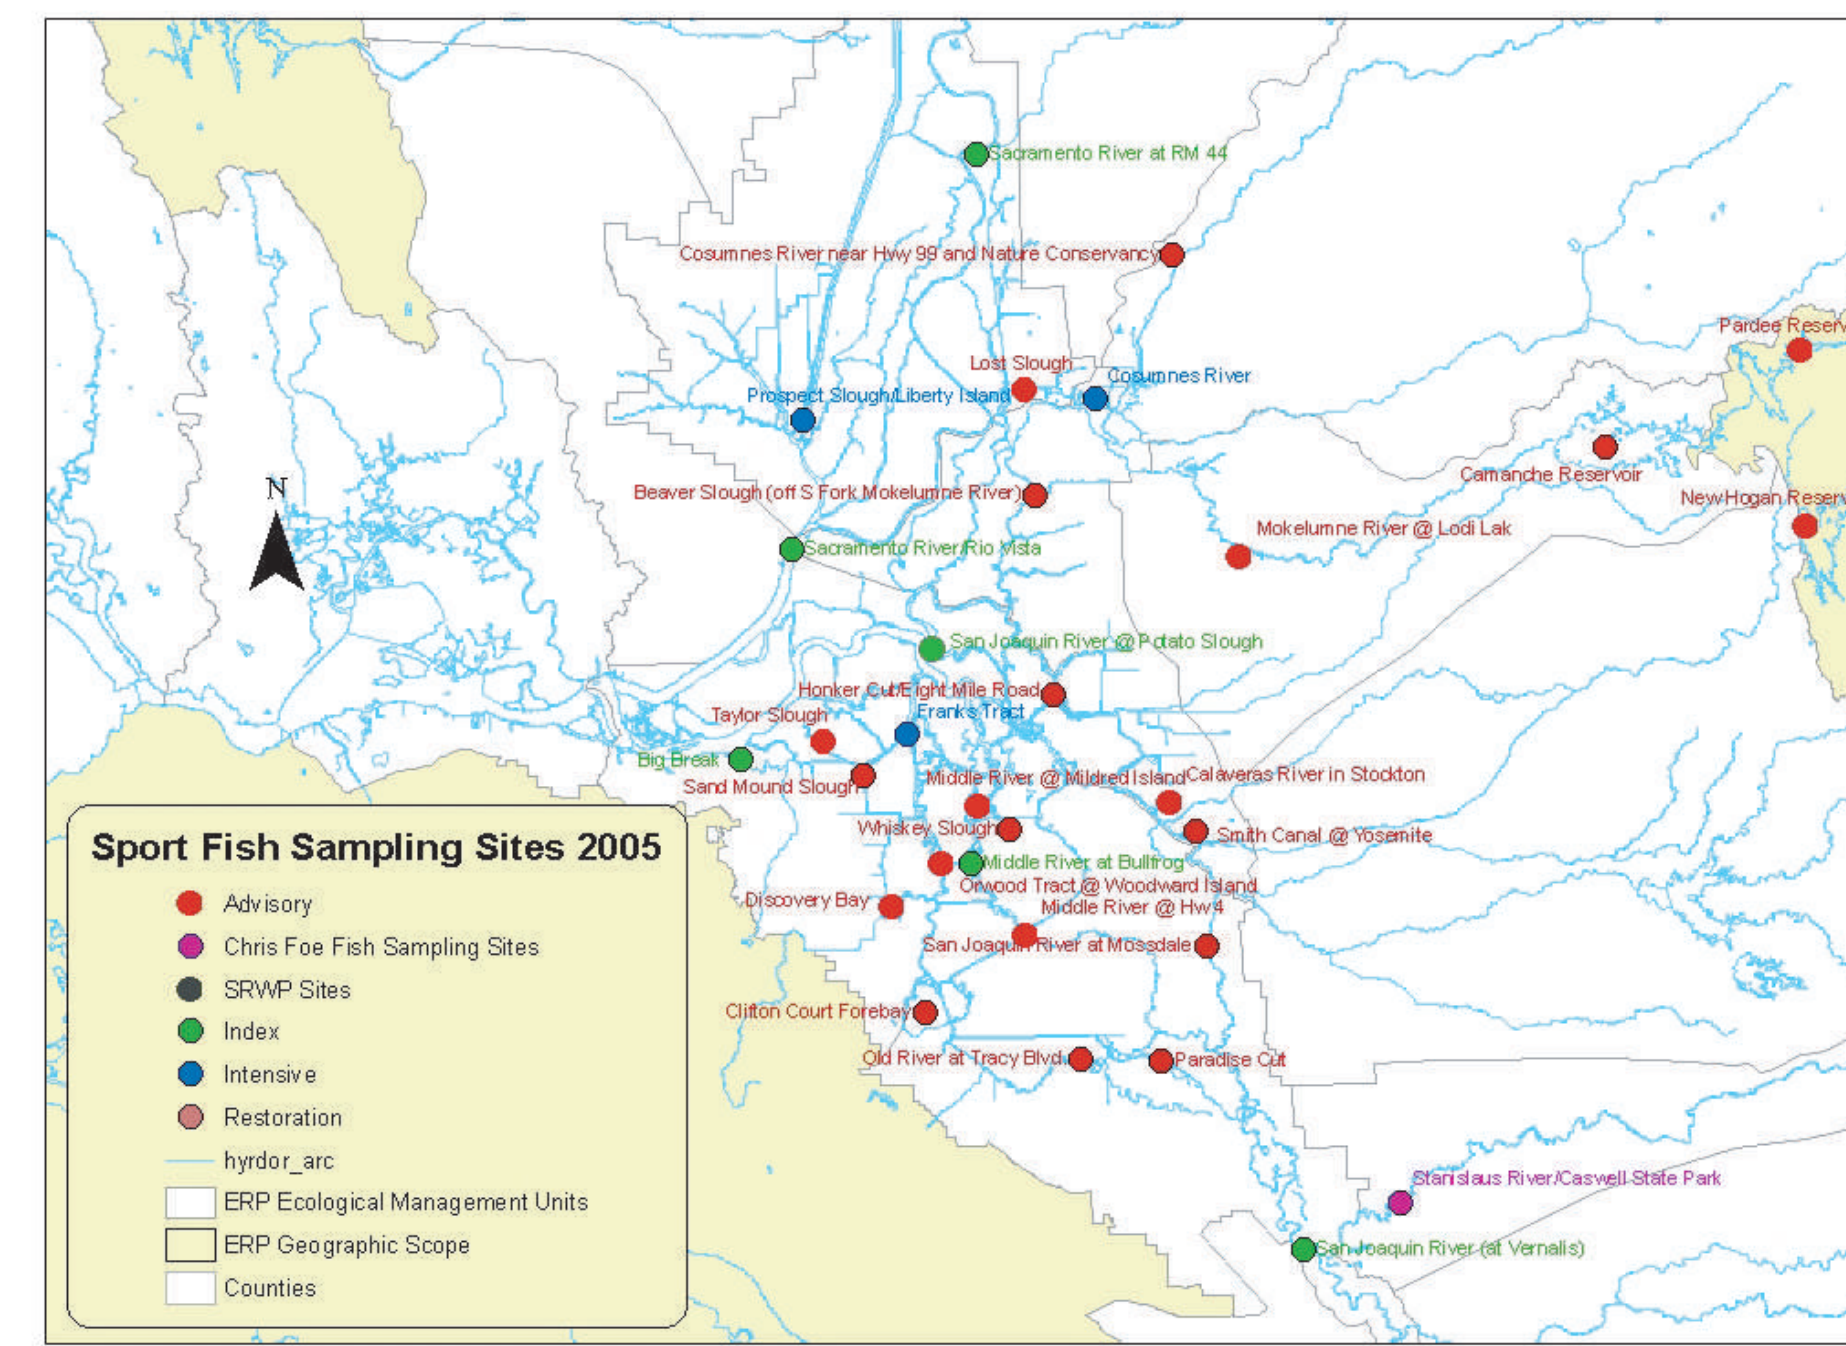 Sacramento River at RM 44
Cosumnes River near Hwy 99 and Nature Conservancy
Pardee Reserv
Lost Slough
Cosumnes River
Prospect Slough/Liberty Island
Camanche Reservoir
Beaver Slough (off S Fork Mokelumne River)
New Hogan Reserv
N
Mokelumne River @ Lodi Lak
Sacramento River/Rio Vista
San Joaquin River @ Potato Slough
Honker Cut/Eight Mile Road
Franks Tract
Taylor Slough
Big Break
Sand Mound Slough
Middle River @ Mildred Island
Calaveras River in Stockton
Whiskey Slough
Smith Canal @ Yosemite
Middle River at Bullfrog
Orwood Tract @ Woodward Island
Discovery Bay
Middle River @ Hw 4
San Joaquin River at Mossdale
Clifton Court Forebay
Old River at Tracy Blvd
Paradise Cut
Stanislaus River/Caswell State Park
San Joaquin River (at Vernalis)
Sport Fish Sampling Sites 2005
Advisory
Chris Foe Fish Sampling Sites
SRWP Sites
Index
Intensive
Restoration
hyrdor_arc
ERP Ecological Management Units
ERP Geographic Scope
Counties